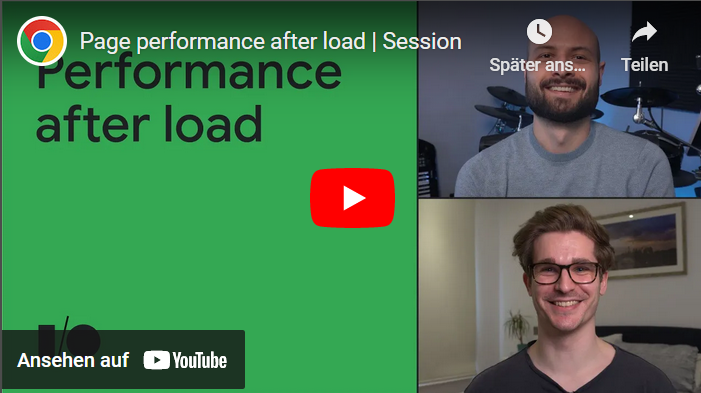 Page performance after load | Session
Später ans...
Teilen
Performance
after load
I/O
Ansehen auf YouTube